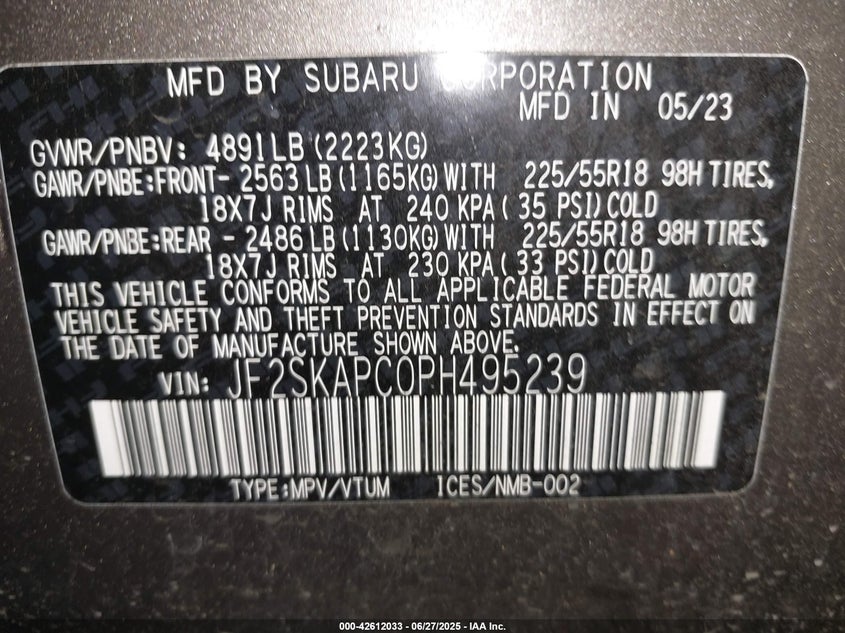 MFD BY SUBARU CORPORATION
MFD IN 05/23
GVWR/PNBV: 4891LB (2223KG)
GAWR/PNBE:FRONT- 2563 LB (1165KG) WITH 225/55R18 98H TIRES,
18X7J RIMS AT 240 KPA( 35 PSI) COLD
GAWR/PNBE:REAR - 2486 LB (1130KG) WITH 225/55R18 98H TIRES,
18X7J RIMS AT 230 KPA( 33 PSI) COLD
THIS VEHICLE CONFORMS TO ALL APPLICABLE FEDERAL MOTOR
VEHICLE SAFETY AND THEFT PREVENTION STANDARDS IN EFFECT ON
THE DATE OF MANUFACTURE SHOWN ABOVE.
VIN: JF2SKAPC0PH495239
TYPE:MPV/VTUM ICES/NMB-002
000-42612033 - 06/27/2025 - IAA Inc.